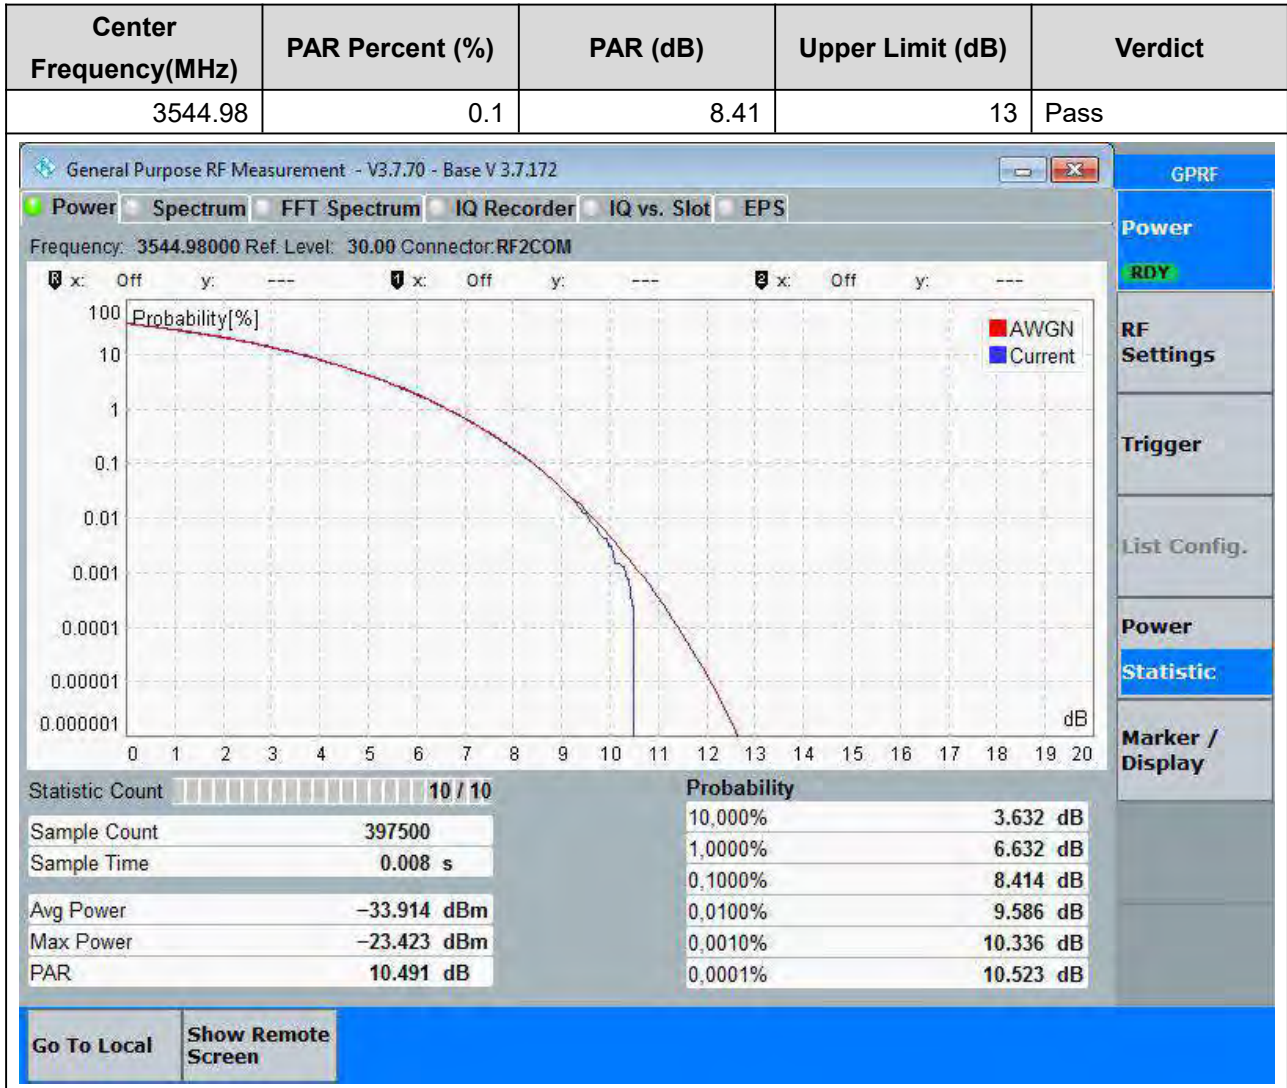 Center Frequency(MHz) PAR Percent (%) PAR (dB) Upper Limit (dB) Verdict
3544.98 0.1 8.41 13 Pass
General Purpose RF Measurement - V3.7.70 - Base V 3.7.172
GPRF
Power Spectrum FFT Spectrum IQ Recorder IQ vs. Slot EPS
Frequency: 3544.98000 Ref. Level: 30.00 Connector:RF2COM
R x: Off y: --- 1 x: Off y: --- 2 x: Off y: ---
Probability[%]
AWGN
Current
100
10
1
0.1
0.01
0.001
0.0001
0.00001
0.000001
dB
0 1 2 3 4 5 6 7 8 9 10 11 12 13 14 15 16 17 18 19 20
Statistic Count 10 / 10
Sample Count 397500
Sample Time 0.008 s
Avg Power −33.914 dBm
Max Power −23.423 dBm
PAR 10.491 dB
Probability
10,000% 3.632 dB
1,0000% 6.632 dB
0,1000% 8.414 dB
0,0100% 9.586 dB
0,0010% 10.336 dB
0,0001% 10.523 dB
Power
RDY
RF
Settings
Trigger
List Config.
Power
Statistic
Marker /
Display
Go To Local
Show Remote
Screen